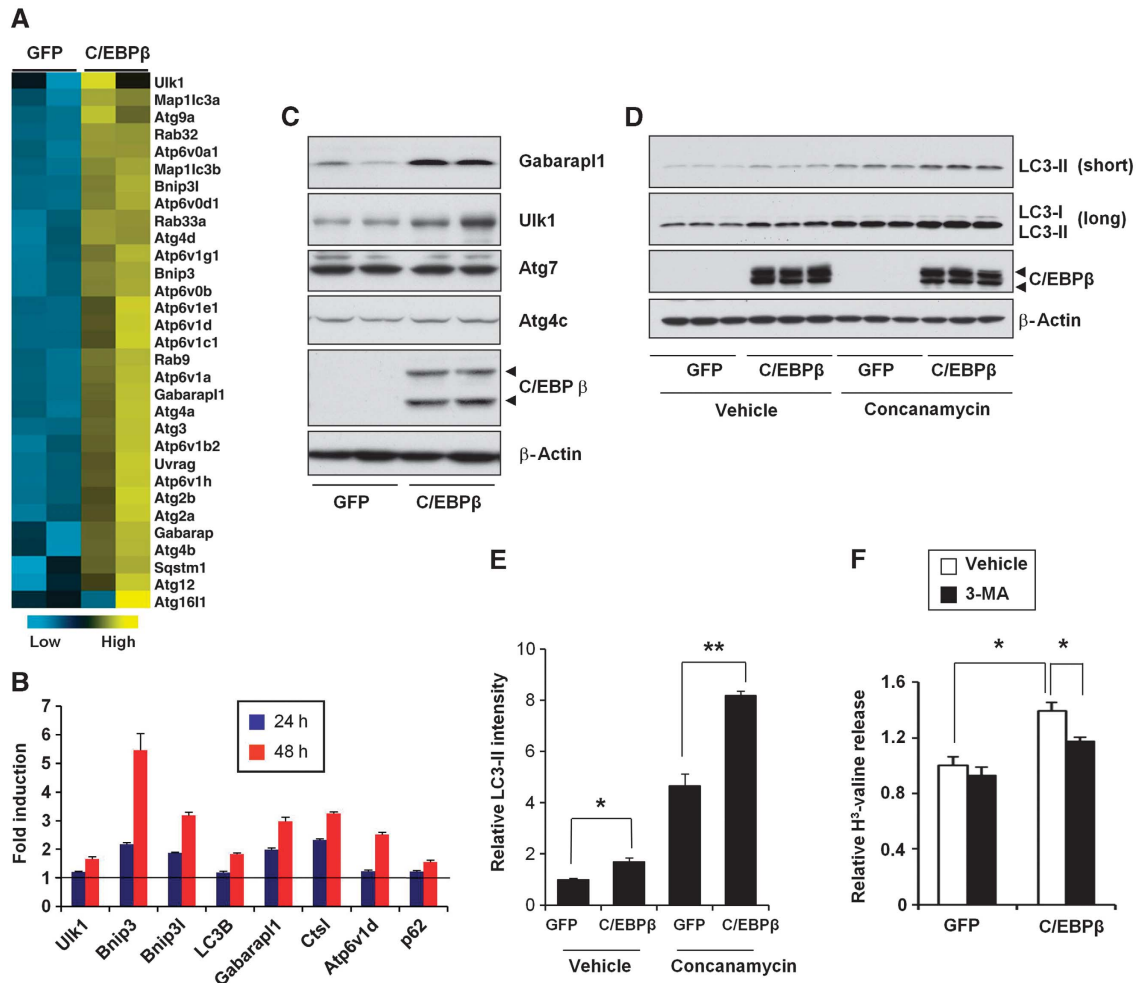 A
GFP C/EBPβ
Ulk1
Map1lc3a
Atg9a
Rab32
Atp6v0a1
Map1lc3b
Bnip3l
Atp6v0d1
Rab33a
Atg4d
Atp6v1g1
Bnip3
Atp6v0b
Atp6v1e1
Atp6v1d
Atp6v1c1
Rab9
Atp6v1a
Gabarapl1
Atg4a
Atg3
Atp6v1b2
Uvrag
Atp6v1h
Atg2b
Atg2a
Gabarap
Atg4b
Sqstm1
Atg12
Atg16l1
Low High
B
Fold induction
7
6
5
4
3
2
1
0
24 h
48 h
Ulk1 Bnip3 Bnip3l LC3B Gabarapl1 Ctsl Atp6v1d p62
C
Gabarapl1
Ulk1
Atg7
Atg4c
C/EBP β
β-Actin
GFP C/EBPβ
D
LC3-II (short)
LC3-I
LC3-II (long)
C/EBPβ
β-Actin
GFP C/EBPβ GFP C/EBPβ
Vehicle Concanamycin
E
Relative LC3-II intensity
10
8
6
4
2
0
*
**
GFP C/EBPβ GFP C/EBPβ
Vehicle Concanamycin
F
Vehicle
3-MA
Relative H³-valine release
1.6
1.2
0.8
0.4
0
* *
GFP C/EBPβ